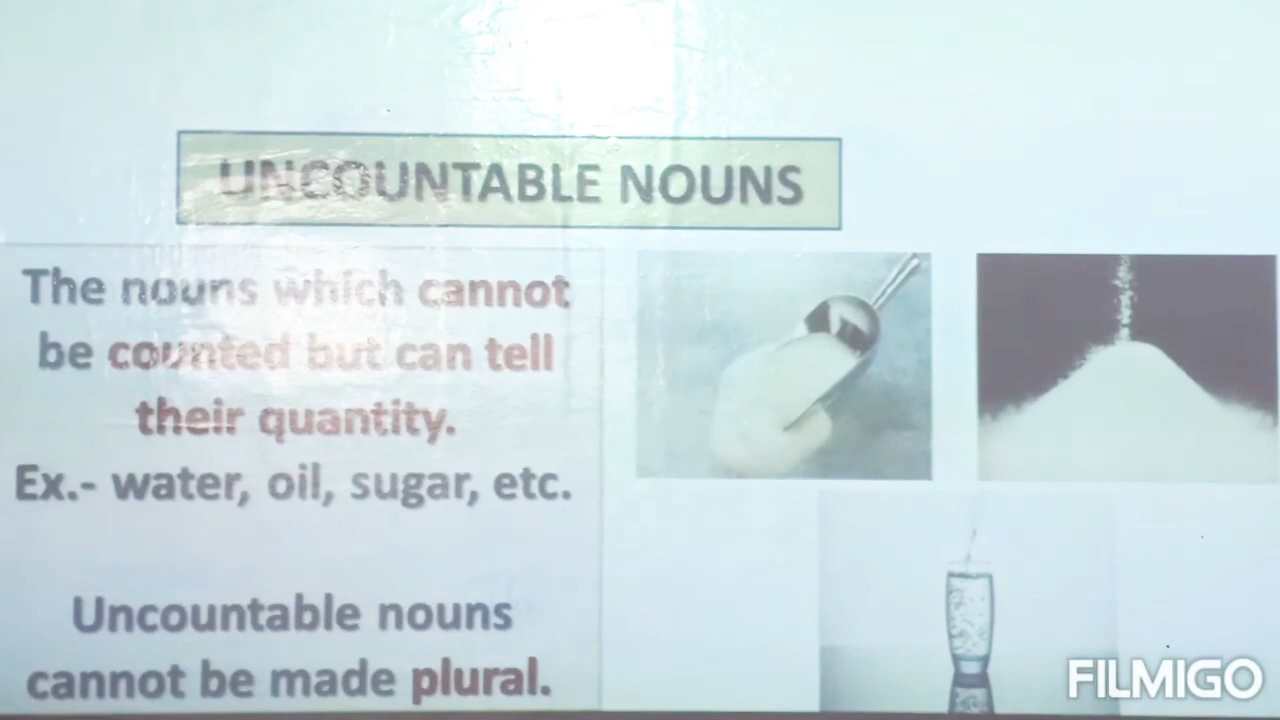 UNCOUNTABLE NOUNS
The nouns which cannot
be counted but can tell
their quantity.
Ex.- water, oil, sugar, etc.
Uncountable nouns
cannot be made plural.
FILMIGO